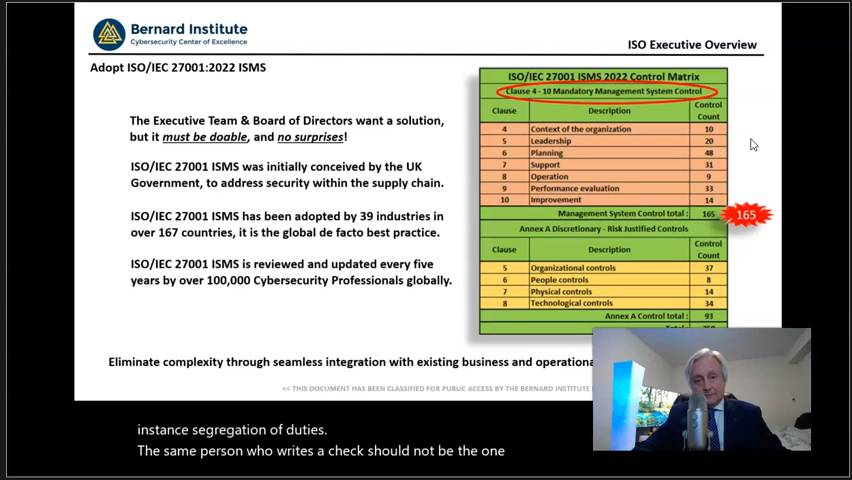 Bernard Institute
Cybersecurity Center of Excellence
ISO Executive Overview
Adopt ISO/IEC 27001:2022 ISMS
The Executive Team & Board of Directors want a solution,
but it must be doable, and no surprises!
ISO/IEC 27001 ISMS was initially conceived by the UK
Government, to address security within the supply chain.
ISO/IEC 27001 ISMS has been adopted by 39 industries in
over 167 countries, it is the global de facto best practice.
ISO/IEC 27001 ISMS is reviewed and updated every five
years by over 100,000 Cybersecurity Professionals globally.
ISO/IEC 27001 ISMS 2022 Control Matrix
Clause 4 - 10 Mandatory Management System Control
Clause Description Control Count
4 Context of the organization 10
5 Leadership 20
6 Planning 48
7 Support 31
8 Operation 9
9 Performance evaluation 33
10 Improvement 14
Management System Control total : 165
165
Annex A Discretionary - Risk Justified Controls
Clause Description Control Count
5 Organizational controls 37
6 People controls 8
7 Physical controls 14
8 Technological controls 34
Annex A Control total : 93
Eliminate complexity through seamless integration with existing business and operationa
<< THIS DOCUMENT HAS BEEN CLASSIFIED FOR PUBLIC ACCESS BY THE BERNARD INSTITUTE
instance segregation of duties.
The same person who writes a check should not be the one